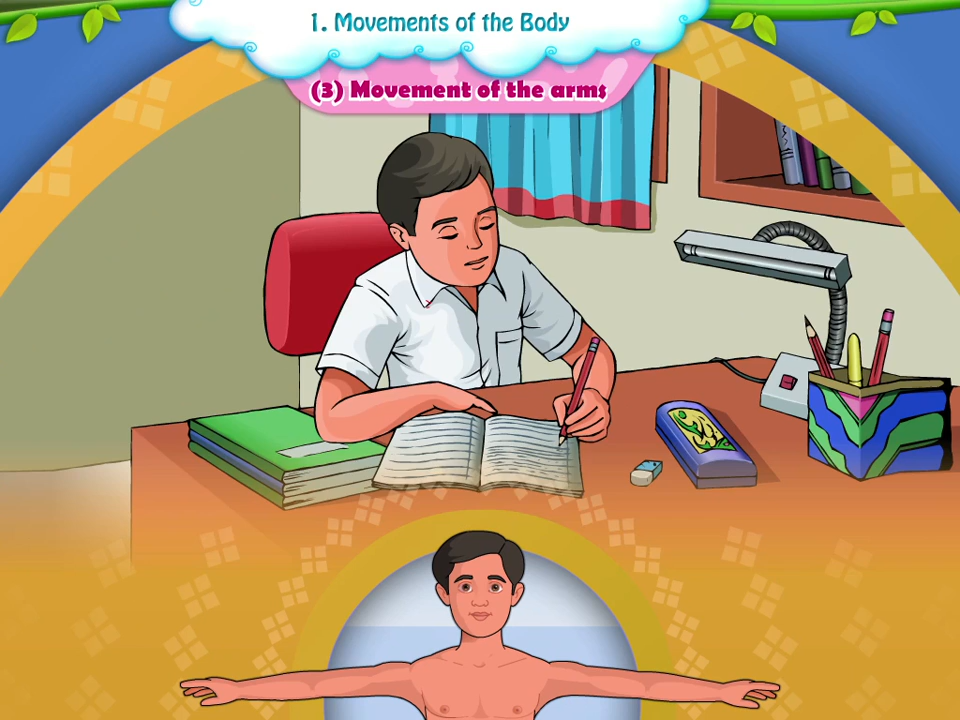 1. Movements of the Body
(3) Movement of the arms